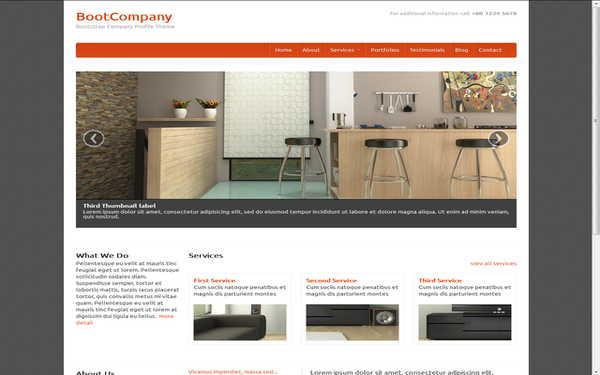 BootCompany
Bootstrap Company Profile Theme
For additional information call: +00 1234 5678
Home About Services Portfolios Testimonials Blog Contact
Third Thumbnail label
Lorem ipsum dolor sit amet, consectetur adipisicing elit, sed do eiusmod tempor incididunt ut labore et dolore magna aliqua. Ut enim ad minim veniam,
quis nostrud.
What We Do
Pellentesque eu velit at mauris tinc
feugiat eget ut lorem. Pellentesque
sollicitudin sodales diam.
Suspendisse semper, tortor et
lobortis mattis, turpis lacus placerat
tortor, quis convallis metus mi vitae
quam. Pellentesque eu velit at
mauris tinc feugiat eget ut lorem at
dignissim dui ligula eu tellus. more
detail
Services
view all services
First Service
Cum sociis natoque penatibus et
magnis dis parturient montes
Second Service
Cum sociis natoque penatibus et
magnis dis parturient montes
Third Service
Cum sociis natoque penatibus et
magnis dis parturient montes
About Us
Vivamus imperdiet, massa sed...
Lorem ipsum dolor sit amet, consectetur